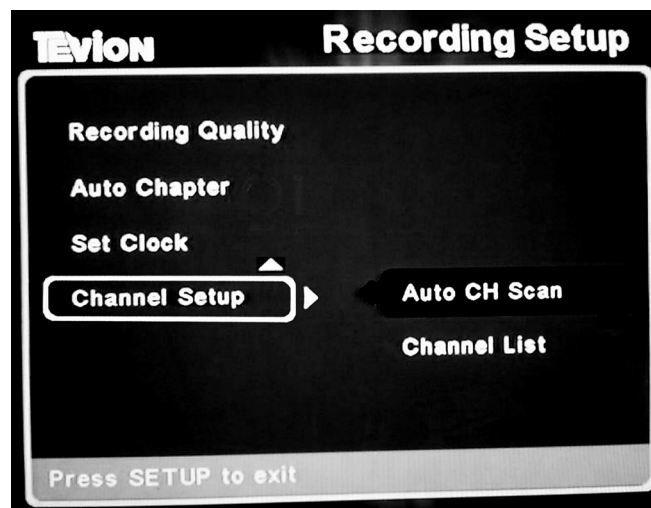 TEVION
Recording Setup
Recording Quality
Auto Chapter
Set Clock
Channel Setup
Auto CH Scan
Channel List
Press SETUP to exit